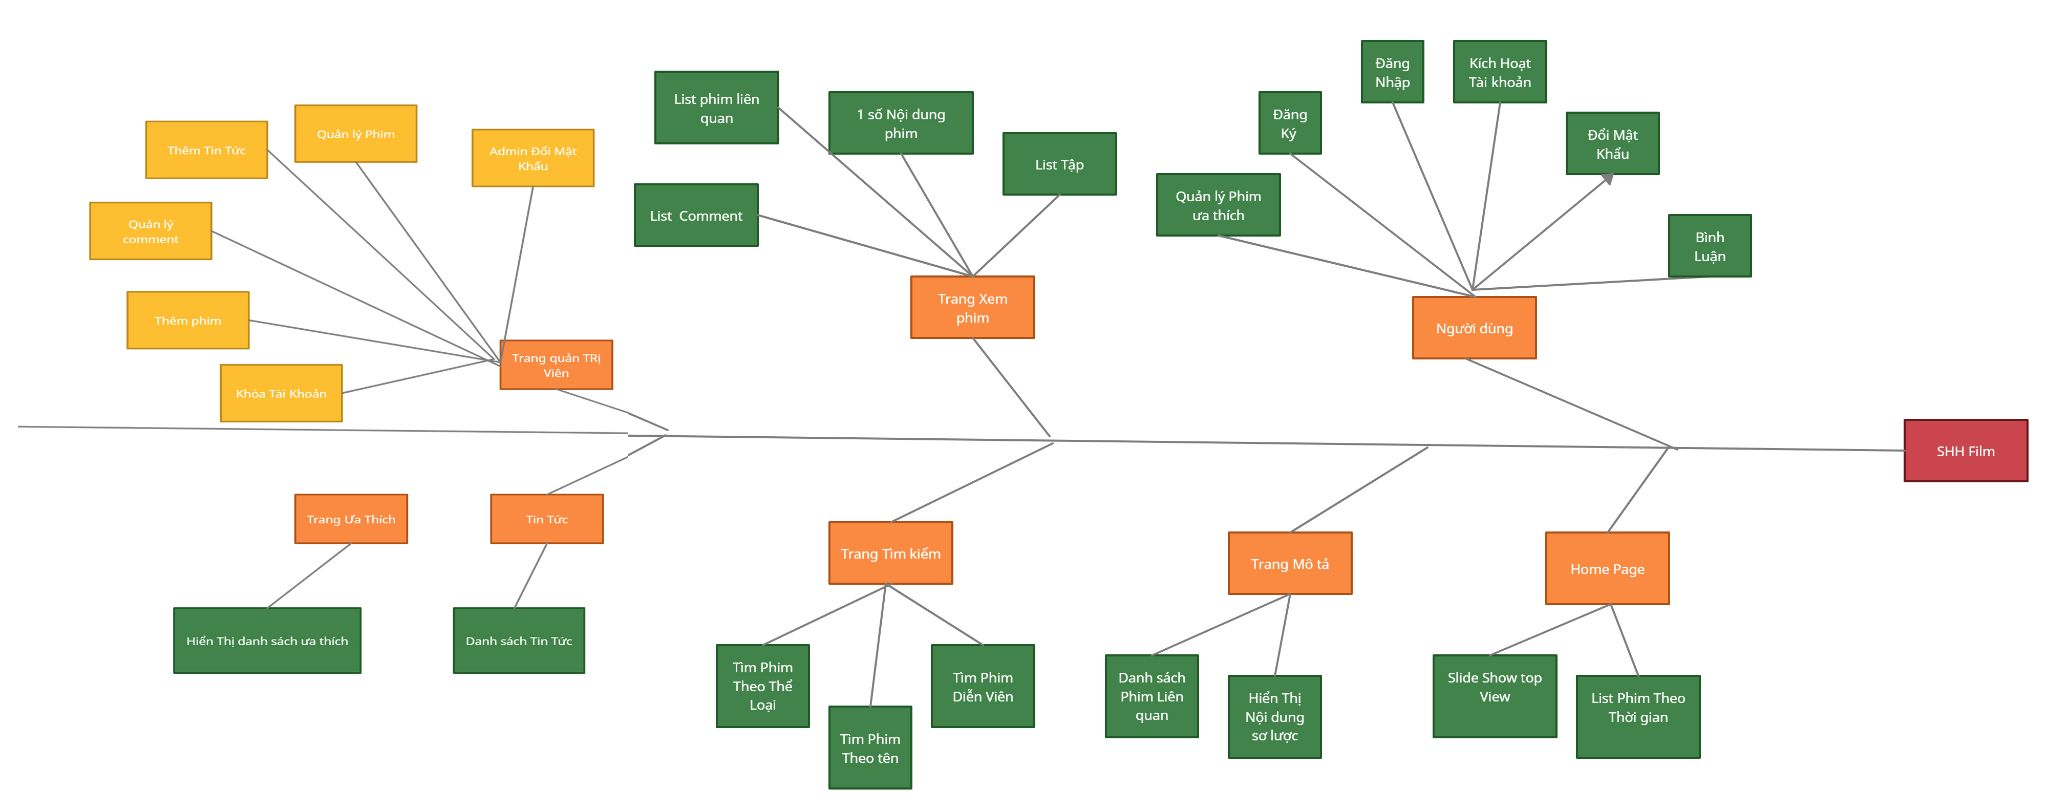 Đăng
Nhập
Kích Hoạt
Tài khoản
List phim liên
quan
1 số Nội dung
phim
Đăng
Ký
Quản lý Phim
Thêm Tin Tức
Admin Đổi Mật
Khẩu
Đổi Mật
Khẩu
List Tập
Quản lý Phim
ưa thích
List  Comment
Quản lý
comment
Bình
Luận
Trang Xem
phim
Thêm phim
Người dùng
Trang quản TRị
Viên
Khóa Tài Khoản
SHH Film
Trang Ưa Thích
Tin Tức
Trang Tìm kiếm
Trang Mô tả
Home Page
Hiển Thị danh sách ưa thích
Danh sách Tin Tức
Tìm Phim
Theo Thể
Loại
Tìm Phim
Theo tên
Tìm Phim
Diễn Viên
Danh sách
Phim Liên
quan
Hiển Thị
Nội dung
sơ lược
Slide Show top
View
List Phim Theo
Thời gian